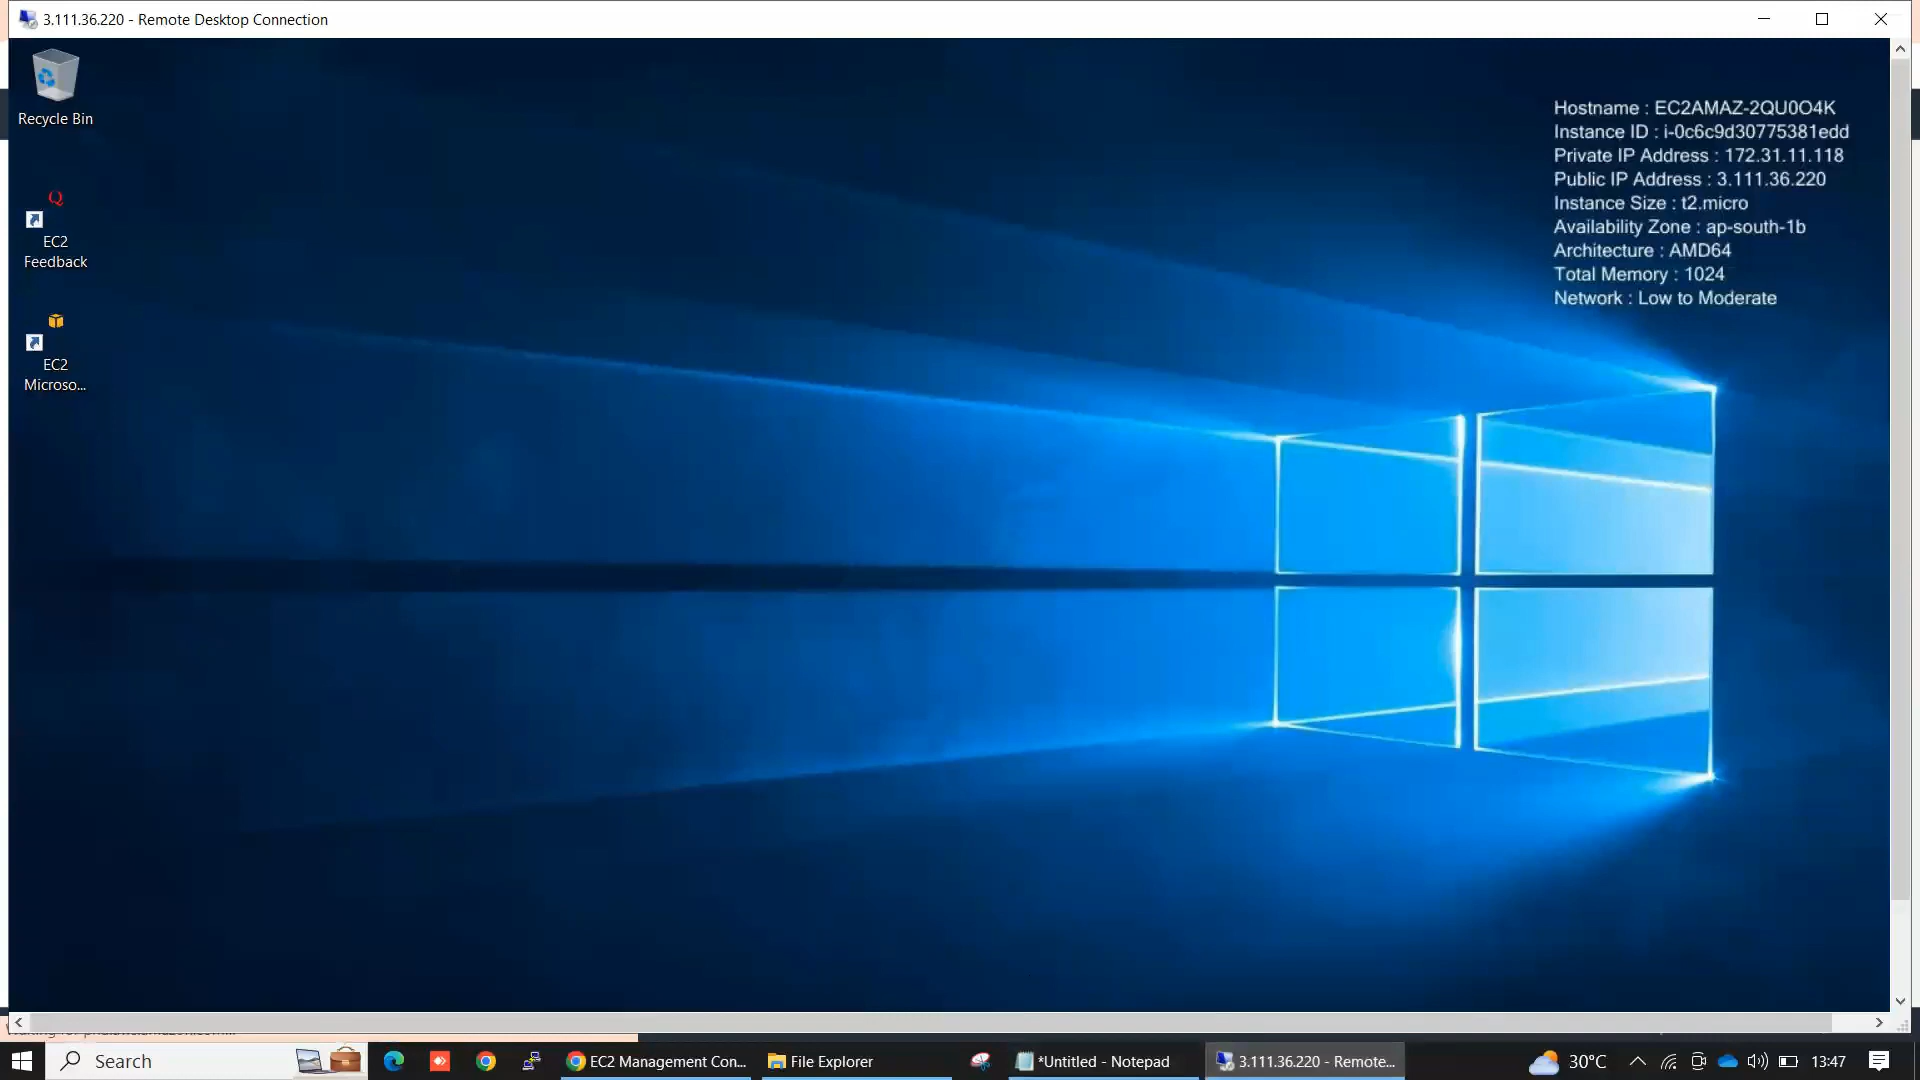 3.111.36.220 - Remote Desktop Connection
Recycle Bin
EC2
Feedback
EC2
Microso...
Hostname : EC2AMAZ-2QU0O4K
Instance ID : i-0c6c9d30775381edd
Private IP Address : 172.31.11.118
Public IP Address : 3.111.36.220
Instance Size : t2.micro
Availability Zone : ap-south-1b
Architecture : AMD64
Total Memory : 1024
Network : Low to Moderate
Search
EC2 Management Con...
File Explorer
*Untitled - Notepad
3.111.36.220 - Remote...
30°C
13:47